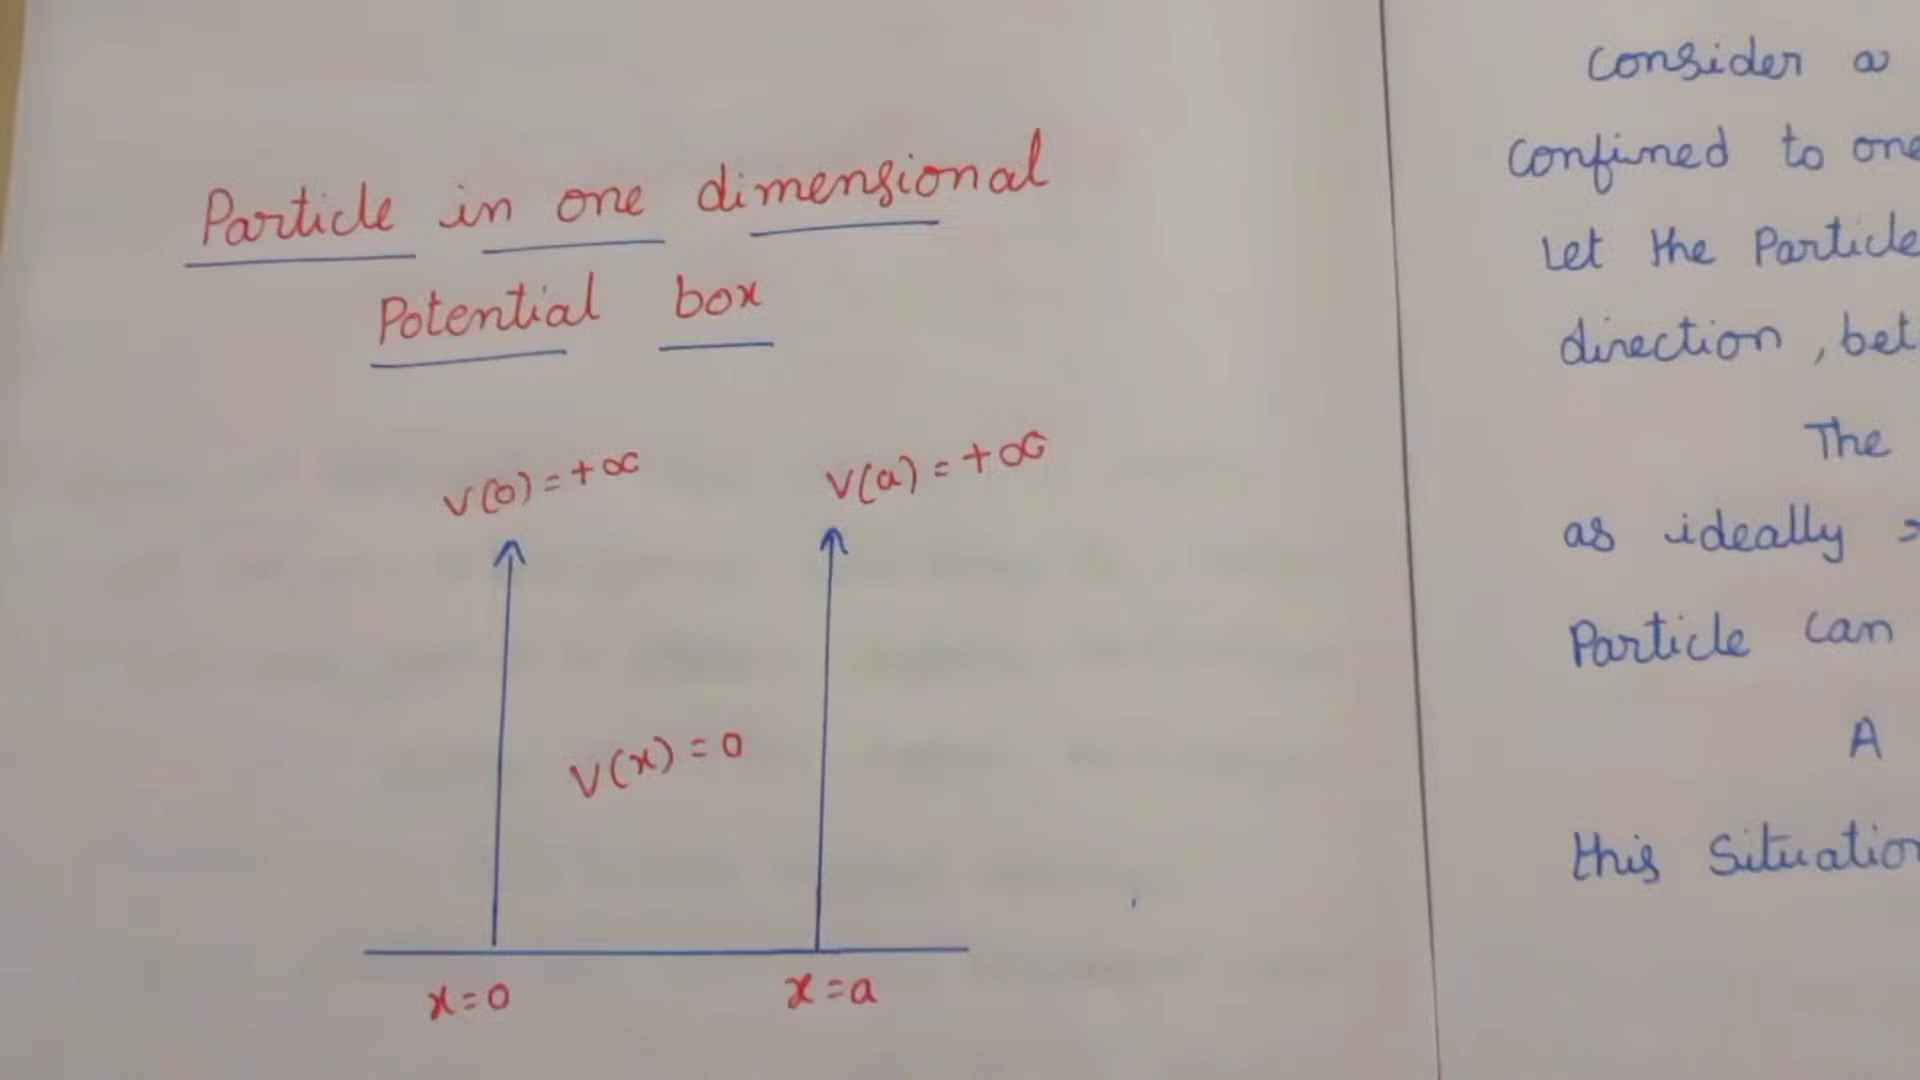 Particle in one dimensional
Potential box
V(0) = +∞
V(a) = +∞
V(x) = 0
x=0
x=a
Consider a
Confined to one
Let the Particle
direction, bet
The
as ideally
Particle can
A
this Situation